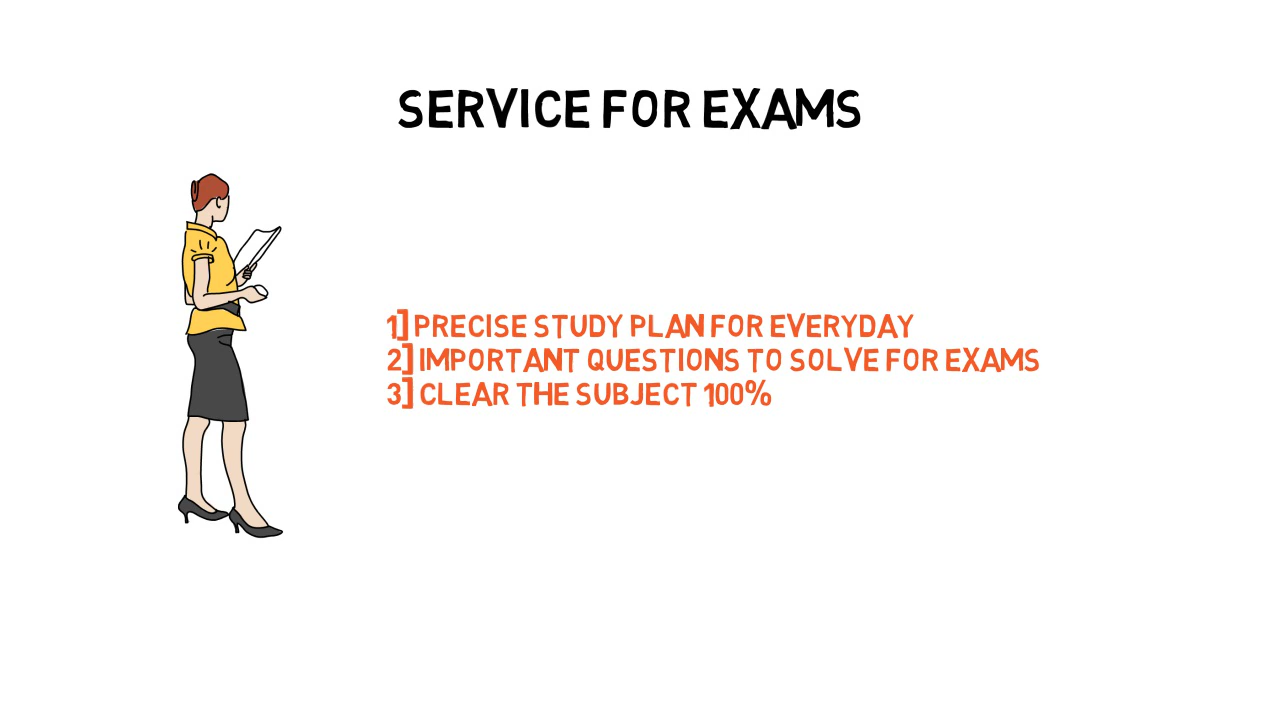 SERVICE FOR EXAMS
1] PRECISE STUDY PLAN FOR EVERYDAY
2] IMPORTANT QUESTIONS TO SOLVE FOR EXAMS
3] CLEAR THE SUBJECT 100%